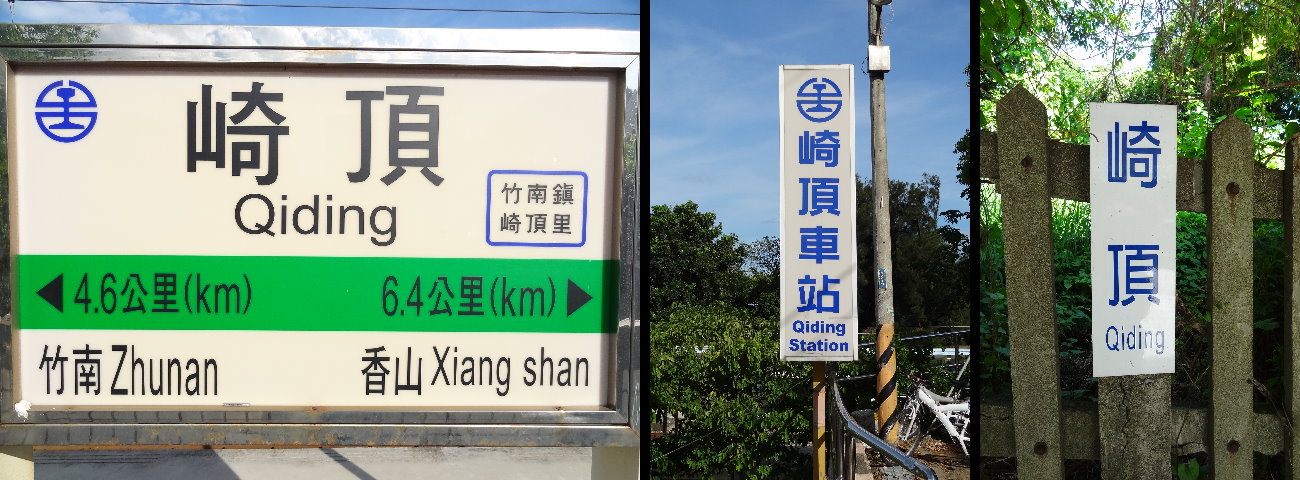 崎頂
Qiding
竹南鎮
崎頂里
4.6公里(km)
6.4公里(km)
竹南 Zhunan
香山 Xiang shan
崎頂車站
Qiding
Station
崎頂
Qiding